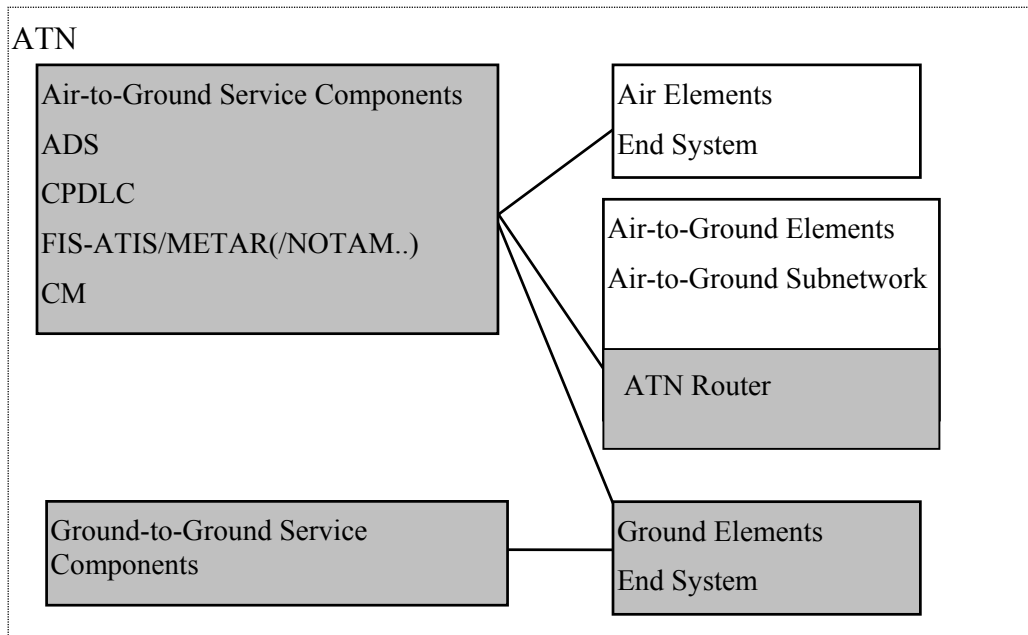 ATN
Air-to-Ground Service Components
ADS
CPDLC
FIS-ATIS/METAR(/NOTAM..)
CM
Air Elements
End System
Air-to-Ground Elements
Air-to-Ground Subnetwork
ATN Router
Ground-to-Ground Service
Components
Ground Elements
End System